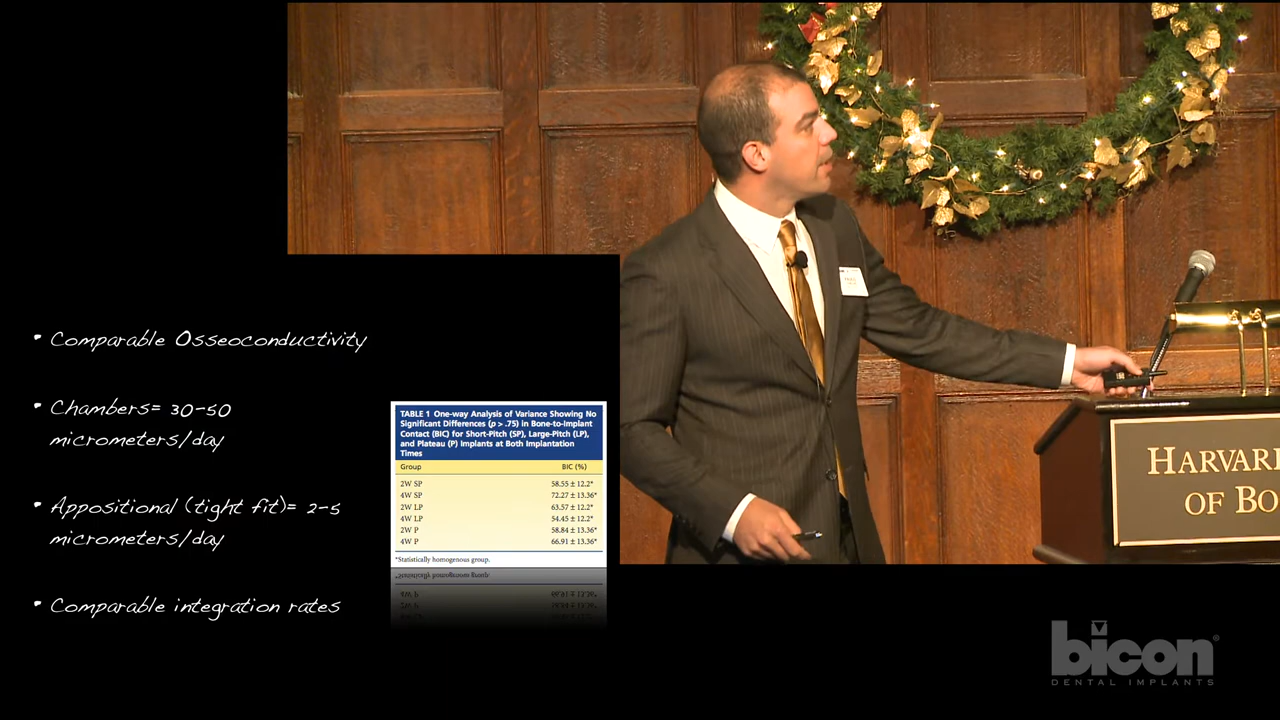 • Comparable Osseoconductivity
• Chambers= 30-50
micrometers/day
• Appositional (tight fit)= 2-5
micrometers/day
• Comparable integration rates
TABLE 1 One-way Analysis of Variance Showing No
Significant Differences (p > .75) in Bone-to-Implant
Contact (BIC) for Short-Pitch (SP), Large-Pitch (LP),
and Plateau (P) Implants at Both Implantation
Times
Group BIC (%)
2W SP 58.55 ± 12.2*
4W SP 72.27 ± 13.36*
2W LP 63.57 ± 12.2*
4W LP 54.45 ± 12.2*
2W P 58.84 ± 13.36*
4W P 66.91 ± 13.36*
*Statistically homogenous group.
HARVARD
OF BO
bicon®
DENTAL IMPLANTS